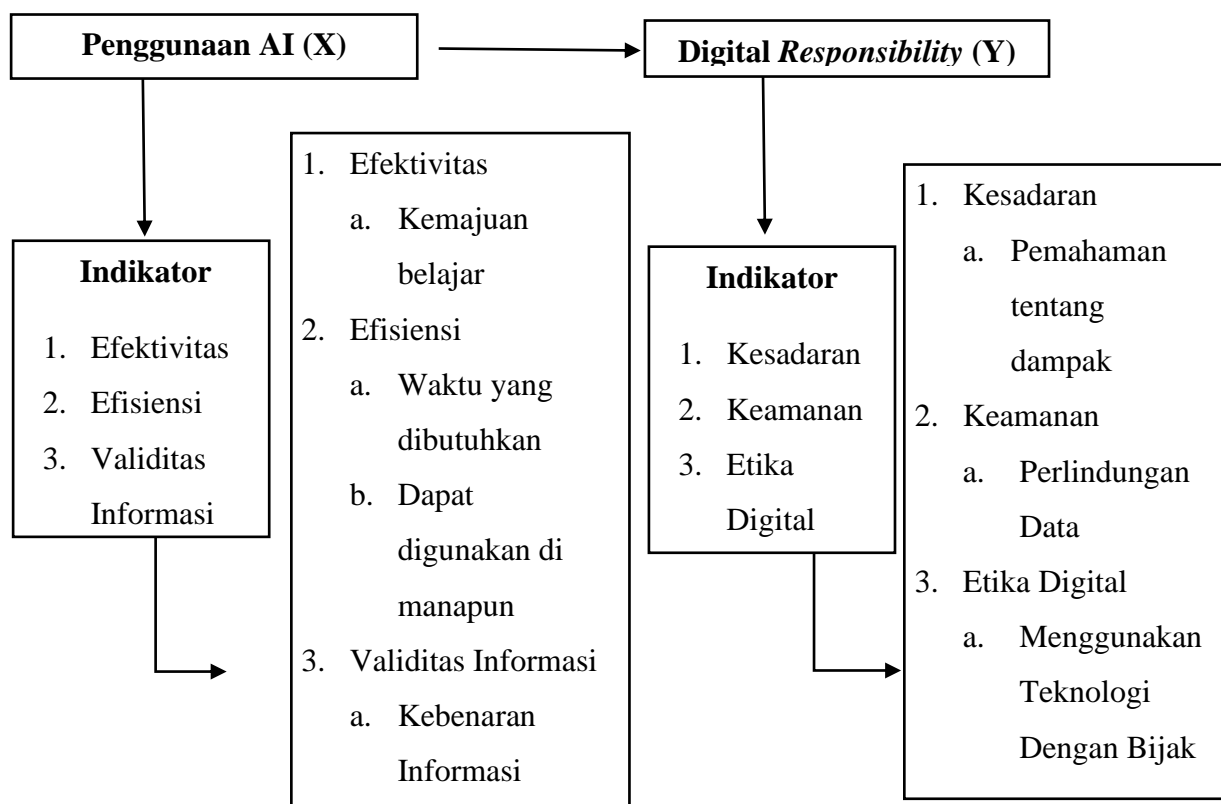 Penggunaan AI (X)
Digital Responsibility (Y)
Indikator
1. Efektivitas
2. Efisiensi
3. Validitas
Informasi
1. Efektivitas
a. Kemajuan
belajar
2. Efisiensi
a. Waktu yang
dibutuhkan
b. Dapat
digunakan di
manapun
3. Validitas Informasi
a. Kebenaran
Informasi
Indikator
1. Kesadaran
2. Keamanan
3. Etika
Digital
1. Kesadaran
a. Pemahaman
tentang
dampak
2. Keamanan
a. Perlindungan
Data
3. Etika Digital
a. Menggunakan
Teknologi
Dengan Bijak